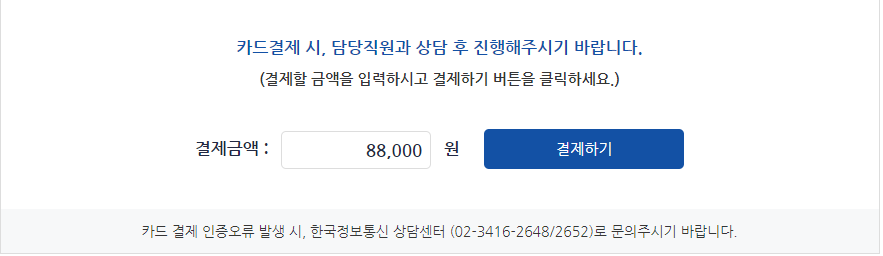 카드결제 시, 담당직원과 상담 후 진행해주시기 바랍니다.
(결제할 금액을 입력하시고 결제하기 버튼을 클릭하세요.)
결제금액 : 88,000 원 결제하기
카드 결제 인증오류 발생 시, 한국정보통신 상담센터 (02-3416-2648/2652)로 문의주시기 바랍니다.